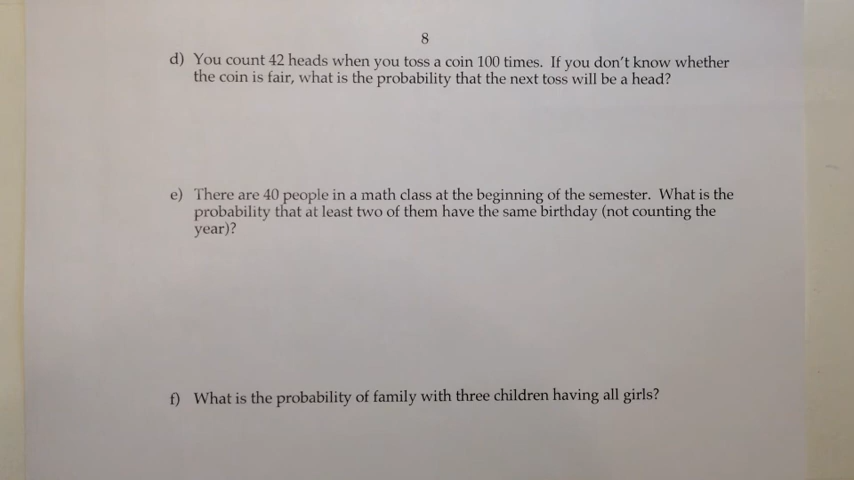 8
d) You count 42 heads when you toss a coin 100 times. If you don't know whether
the coin is fair, what is the probability that the next toss will be a head?
e) There are 40 people in a math class at the beginning of the semester. What is the
probability that at least two of them have the same birthday (not counting the
year)?
f) What is the probability of family with three children having all girls?